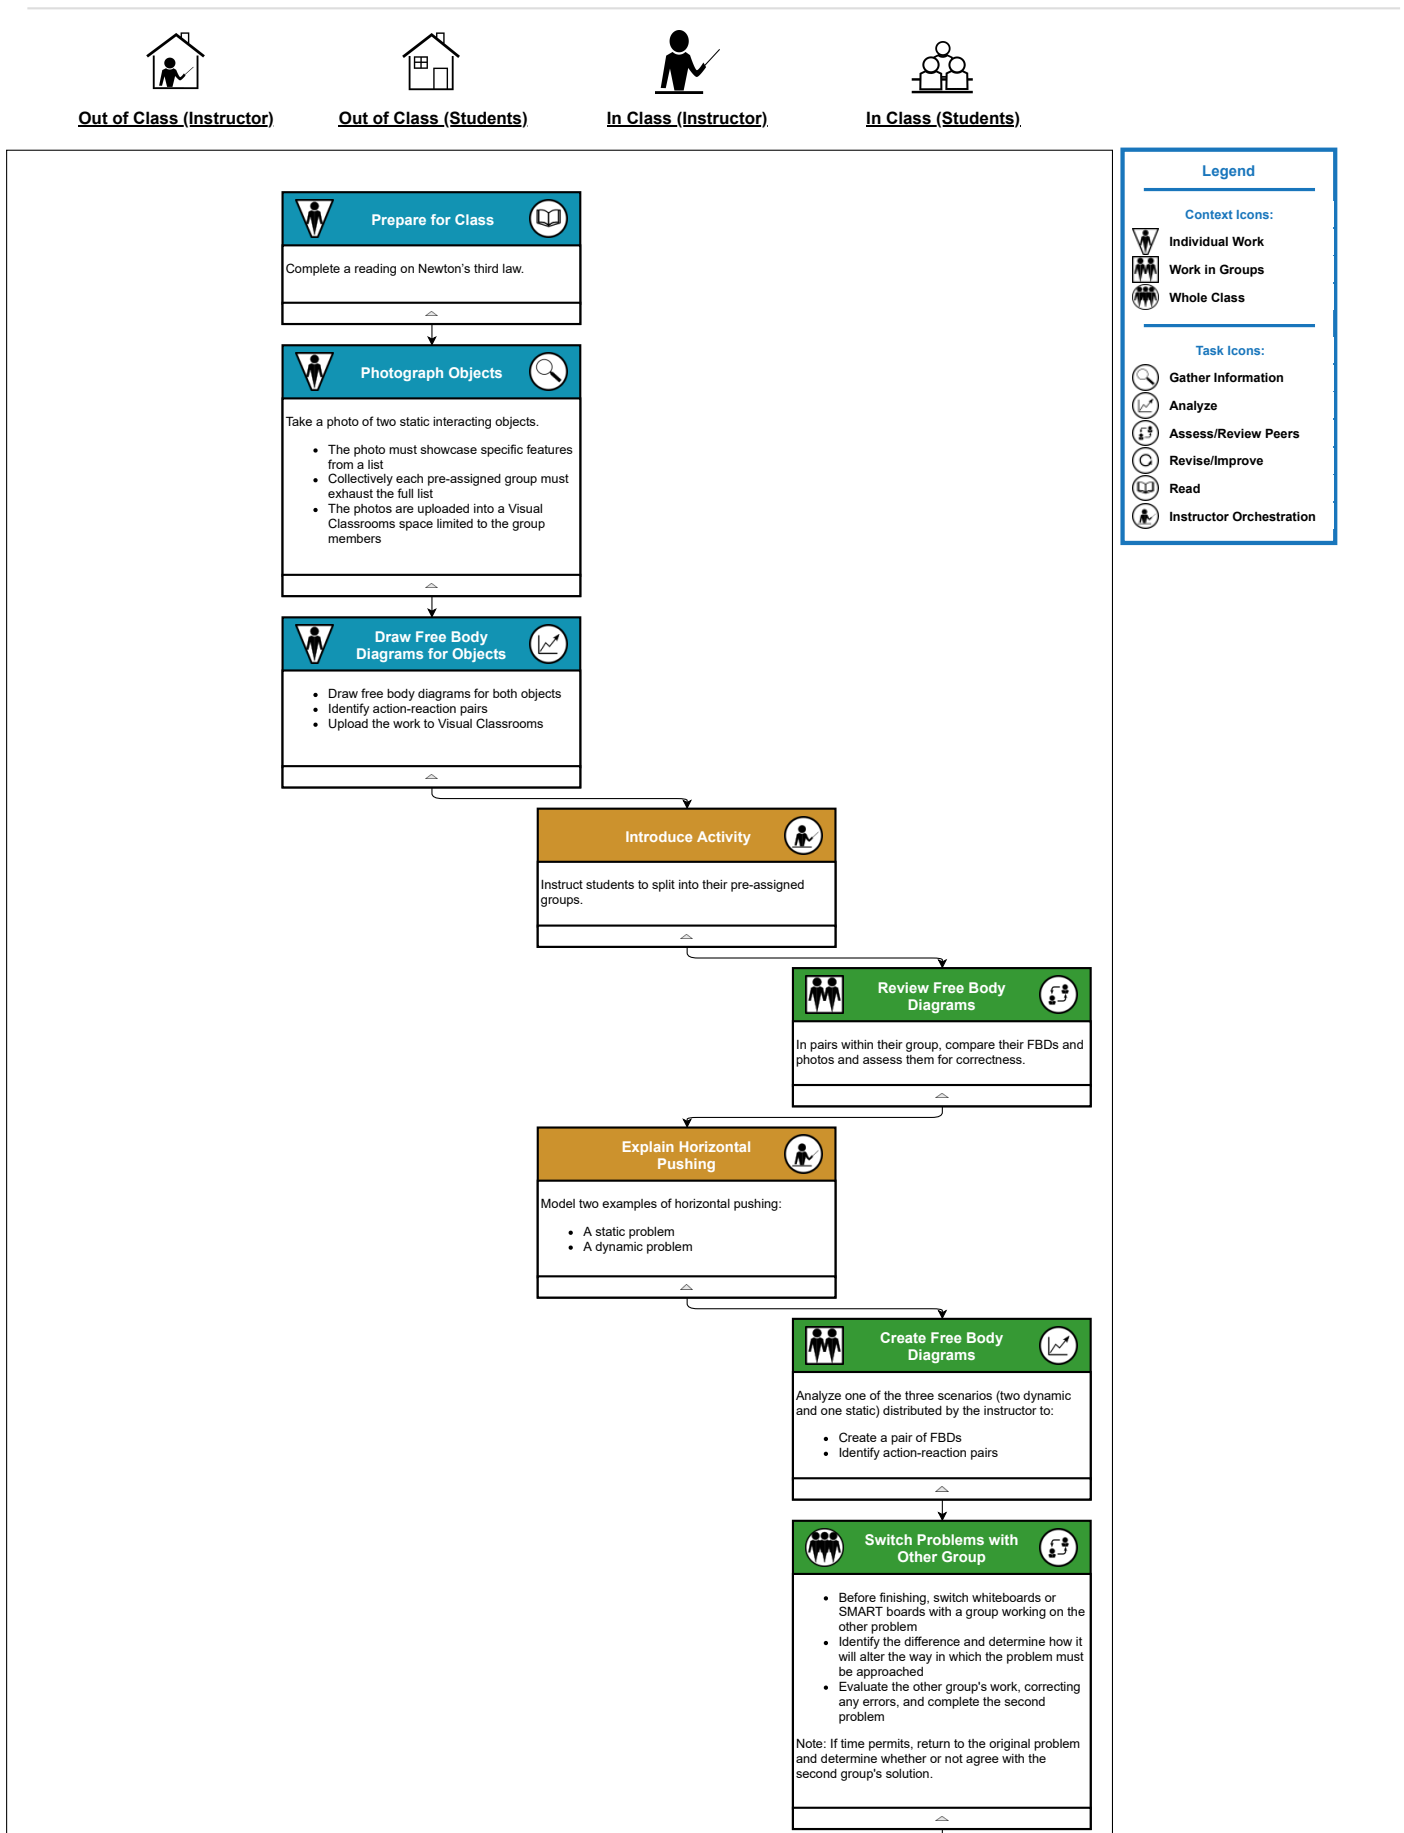 Out of Class (Instructor)
Out of Class (Students)
In Class (Instructor)
In Class (Students)
Legend
Context Icons:
Individual Work
Work in Groups
Whole Class
Task Icons:
Gather Information
Analyze
Assess/Review Peers
Revise/Improve
Read
Instructor Orchestration
Prepare for Class
Complete a reading on Newton's third law.
Photograph Objects
Take a photo of two static interacting objects.
• The photo must showcase specific features
from a list
• Collectively each pre-assigned group must
exhaust the full list
• The photos are uploaded into a Visual
Classrooms space limited to the group
members
Draw Free Body
Diagrams for Objects
• Draw free body diagrams for both objects
• Identify action-reaction pairs
• Upload the work to Visual Classrooms
Introduce Activity
Instruct students to split into their pre-assigned
groups.
Review Free Body
Diagrams
In pairs within their group, compare their FBDs and
photos and assess them for correctness.
Explain Horizontal
Pushing
Model two examples of horizontal pushing:
• A static problem
• A dynamic problem
Create Free Body
Diagrams
Analyze one of the three scenarios (two dynamic
and one static) distributed by the instructor to:
• Create a pair of FBDs
• Identify action-reaction pairs
Switch Problems with
Other Group
• Before finishing, switch whiteboards or
SMART boards with a group working on the
other problem
• Identify the difference and determine how it
will alter the way in which the problem must
be approached
• Evaluate the other group's work, correcting
any errors, and complete the second
problem
Note: If time permits, return to the original problem
and determine whether or not agree with the
second group's solution.